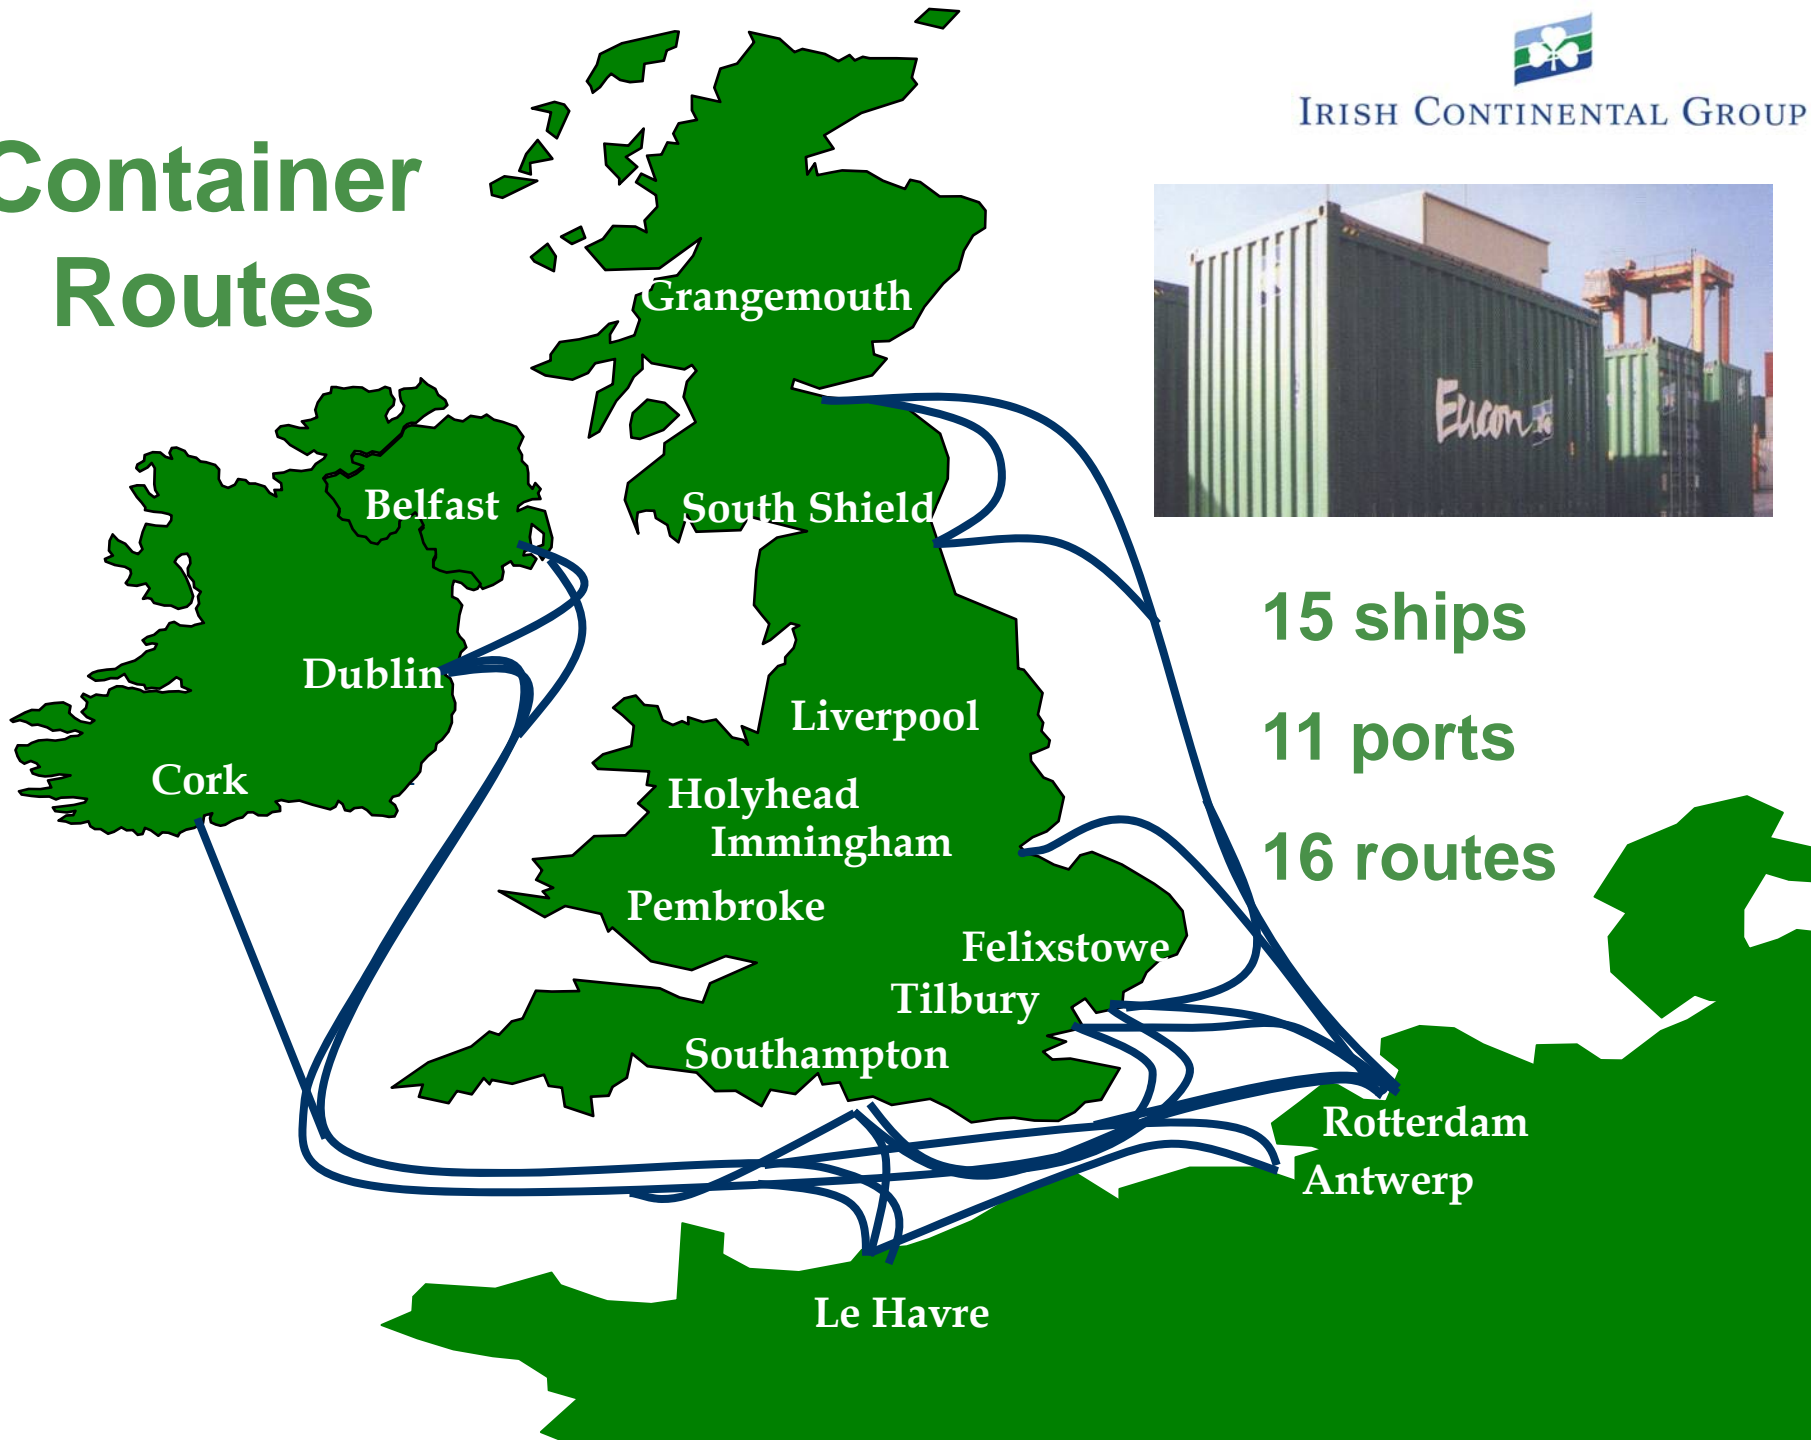 IRISH CONTINENTAL GROUP
Container
Routes
Grangemouth
Eucon
Belfast
South Shield
15 ships
Dublin
Liverpool
11 ports
Cork
Holyhead
Immingham
16 routes
Pembroke
Felixstowe
Tilbury
Southampton
Rotterdam
Antwerp
Le Havre